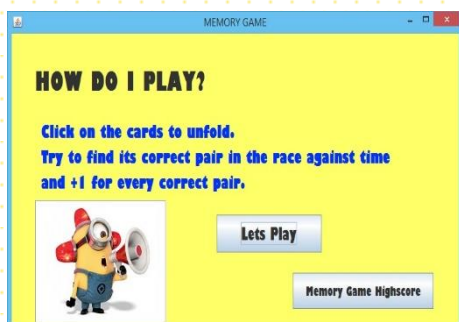 MEMORY GAME
HOW DO I PLAY?
Click on the cards to unfold.
Try to find its correct pair in the race against time
and +1 for every correct pair.
Lets Play
Memory Game Highscore